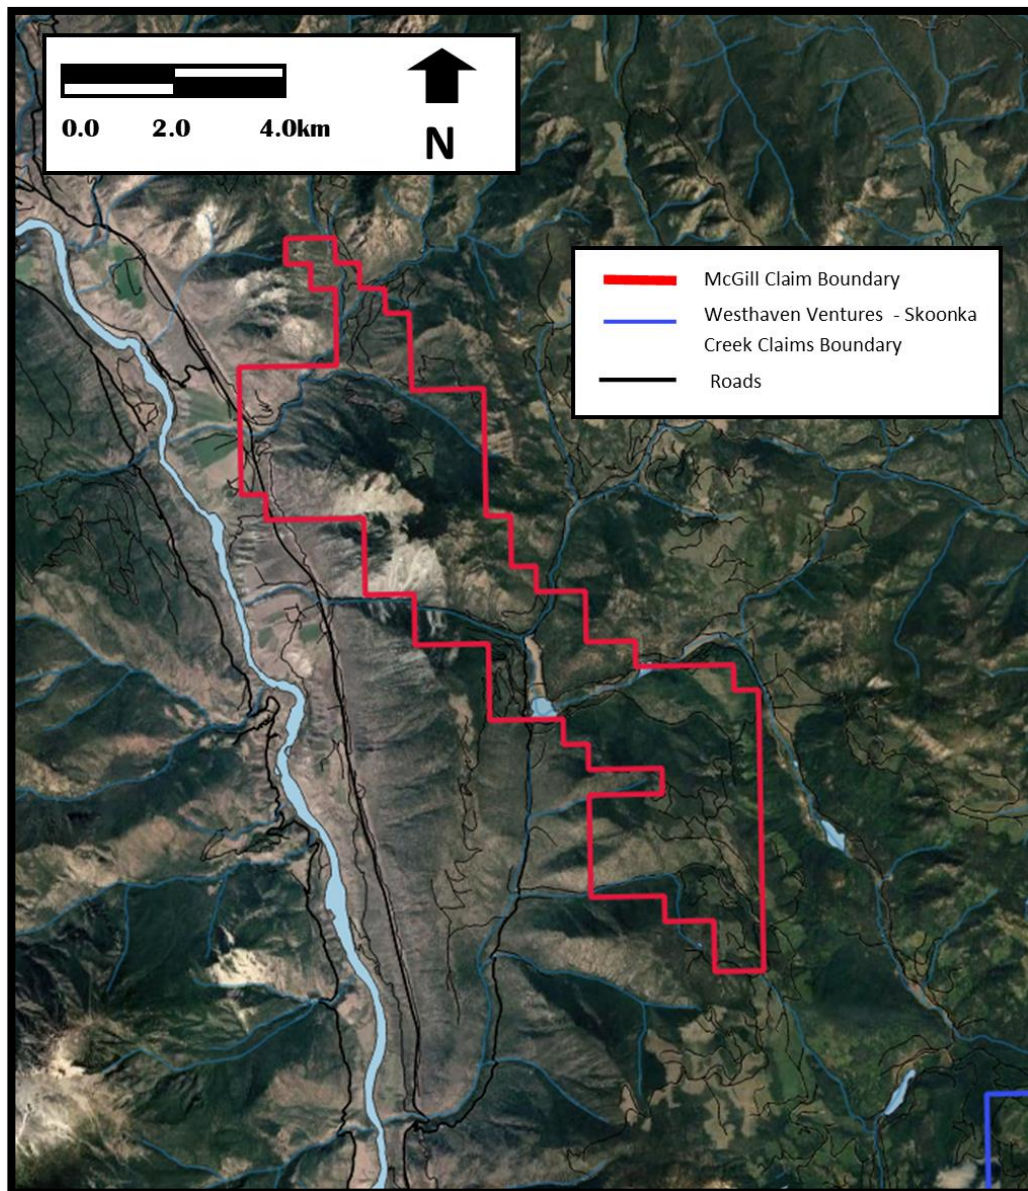 0.0 2.0 4.0km
N
McGill Claim Boundary
Westhaven Ventures - Skoonka
Creek Claims Boundary
Roads